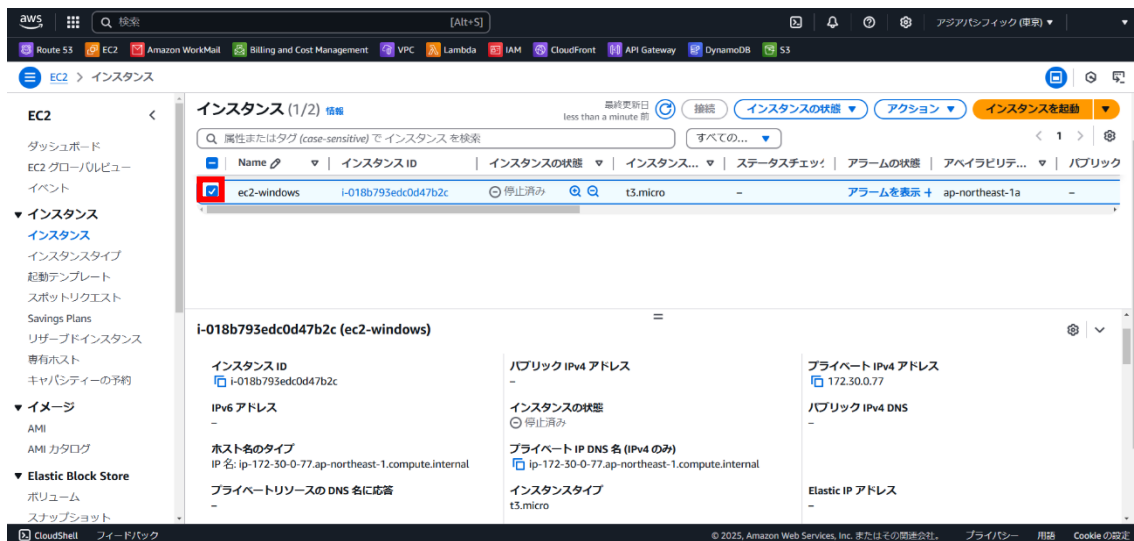 aws 検索 [Alt+S] アジアパシフィック (東京) ▼
Route 53 EC2 Amazon WorkMail Billing and Cost Management VPC Lambda IAM CloudFront API Gateway DynamoDB S3
EC2 > インスタンス
EC2
ダッシュボード
EC2 グローバルビュー
イベント
▼ インスタンス
インスタンス
インスタンスタイプ
起動テンプレート
スポットリクエスト
Savings Plans
リザーブドインスタンス
専有ホスト
キャパシティーの予約
▼ イメージ
AMI
AMI カタログ
▼ Elastic Block Store
ボリューム
スナップショット
インスタンス (1/2) 情報
最終更新日
less than a minute 前
接続 インスタンスの状態 ▼ アクション ▼ インスタンスを起動 ▼
属性またはタグ (case-sensitive) で インスタンス を検索 すべての... ▼ < 1 >
Name インスタンス ID インスタンスの状態 インスタンス... ステータスチェック アラームの状態 アベイラビリテ... パブリック
ec2-windows i-018b793edc0d47b2c 停止済み t3.micro – アラームを表示 + ap-northeast-1a –
i-018b793edc0d47b2c (ec2-windows)
インスタンス ID パブリック IPv4 アドレス プライベート IPv4 アドレス
i-018b793edc0d47b2c – 172.30.0.77
IPv6 アドレス インスタンスの状態 パブリック IPv4 DNS
– 停止済み –
ホスト名のタイプ プライベート IP DNS 名 (IPv4 のみ)
IP 名: ip-172-30-0-77.ap-northeast-1.compute.internal ip-172-30-0-77.ap-northeast-1.compute.internal
プライベートリソースの DNS 名に応答 インスタンスタイプ Elastic IP アドレス
– t3.micro –
CloudShell フィードバック © 2025, Amazon Web Services, Inc. またはその関連会社。 プライバシー 用語 Cookie の設定